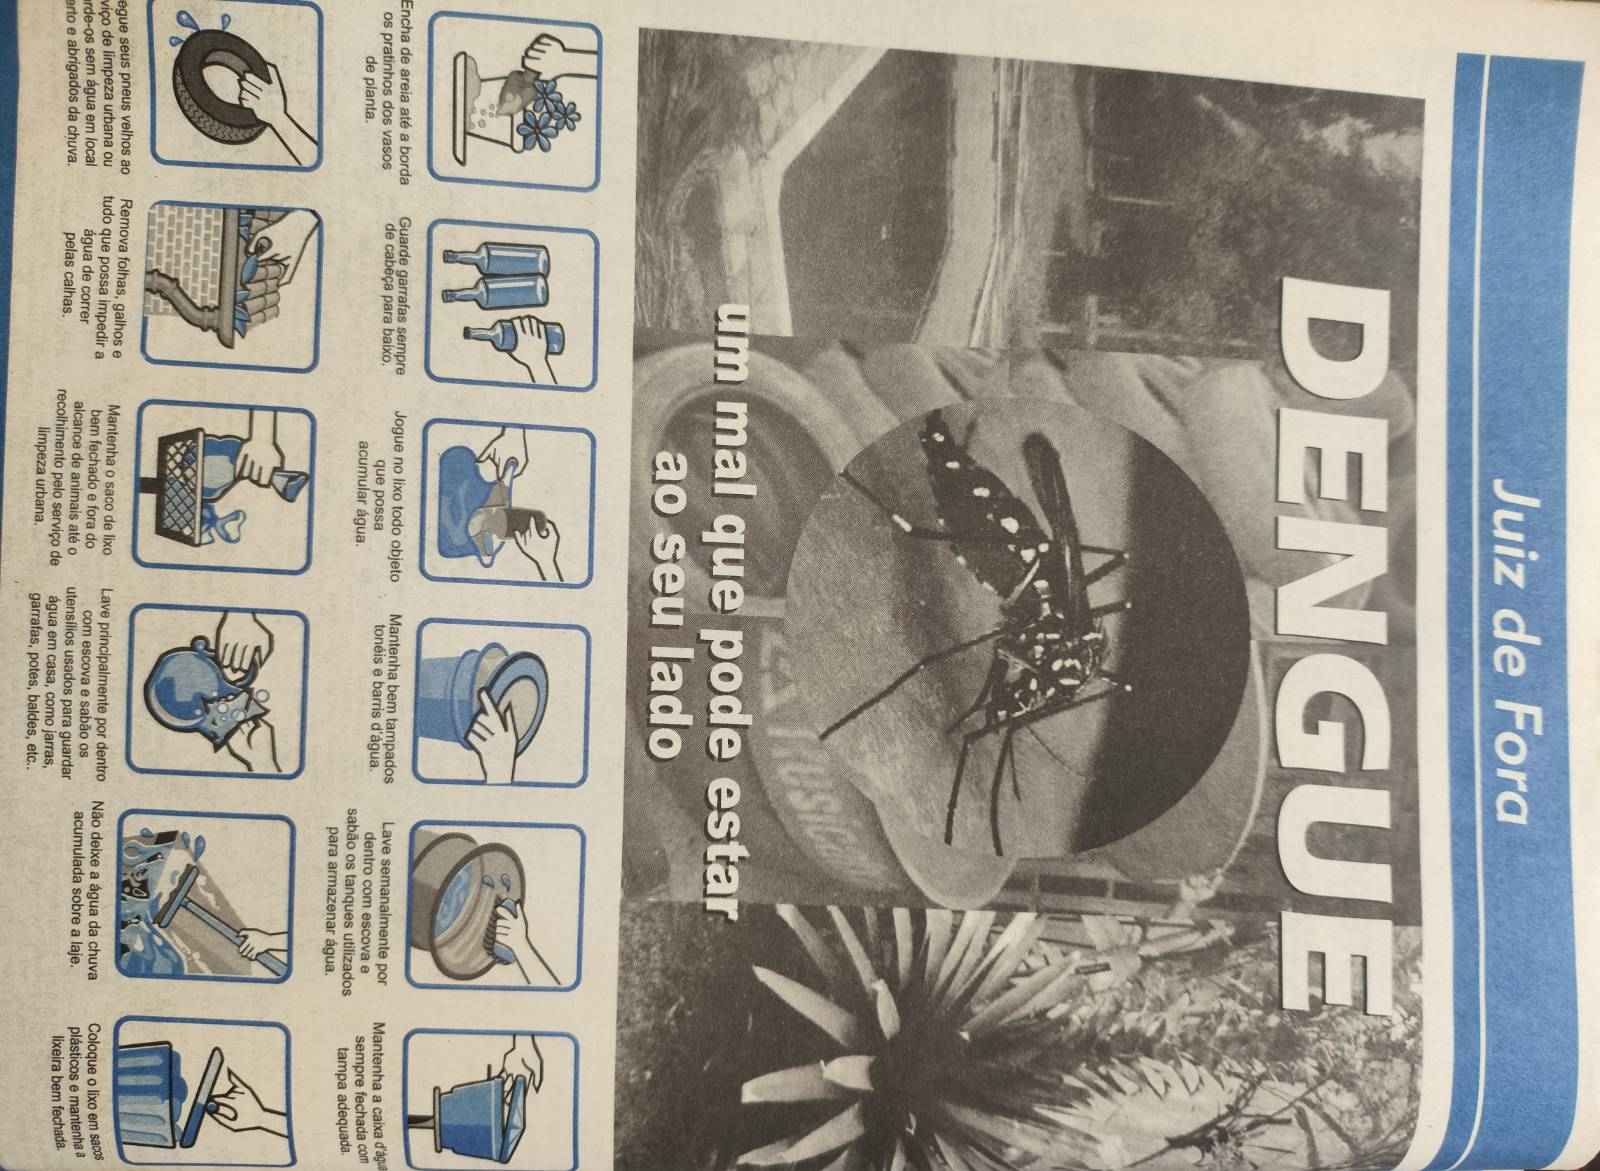 Juiz de Fora
DENGUE
um mal que pode estar
ao seu lado
Encha de areia até a borda
os pratinhos dos vasos
de planta.
Guarde garrafas sempre
de cabeça para baixo.
Jogue no lixo todo objeto
que possa
acumular água.
Mantenha bem tampados
tonéis e barris d'água.
Lave semanalmente por
dentro com escova e
sabão os tanques utilizados
para armazenar água.
Mantenha a caixa d'água
sempre fechada com
tampa adequada.
egue seus pneus velhos ao
viço de limpeza urbana ou
rde-os sem água em local
erto e abrigados da chuva.
Remova folhas, galhos e
tudo que possa impedir a
água de correr
pelas calhas.
Mantenha o saco de lixo
bem fechado e fora do
alcance de animais até o
recolhimento pelo serviço de
limpeza urbana.
Lave principalmente por dentro
com escova e sabão os
utensílios usados para guardar
água em casa, como jarras,
garrafas, potes, baldes, etc..
Não deixe a água da chuva
acumulada sobre a laje.
Coloque o lixo em sacos
plásticos e mantenha a
lixeira bem fechada.